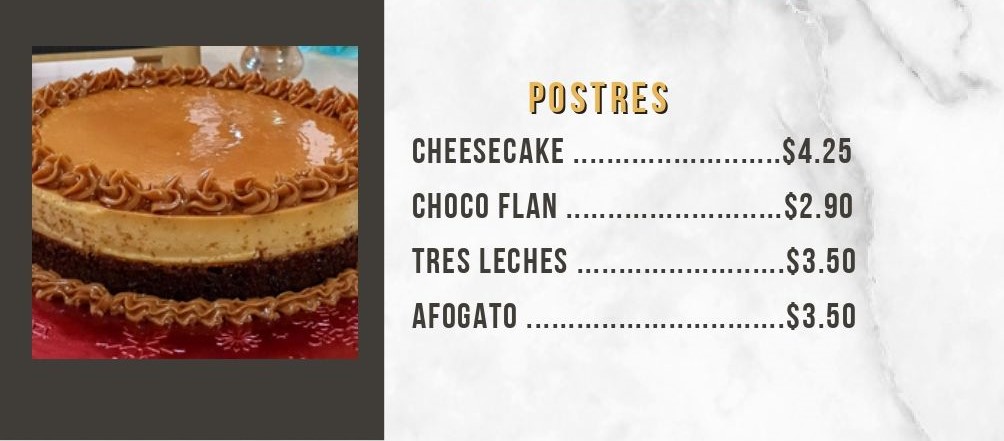 POSTRES
CHEESECAKE .........................$4.25
CHOCO FLAN ..........................$2.90
TRES LECHES .........................$3.50
AFOGATO ...............................$3.50